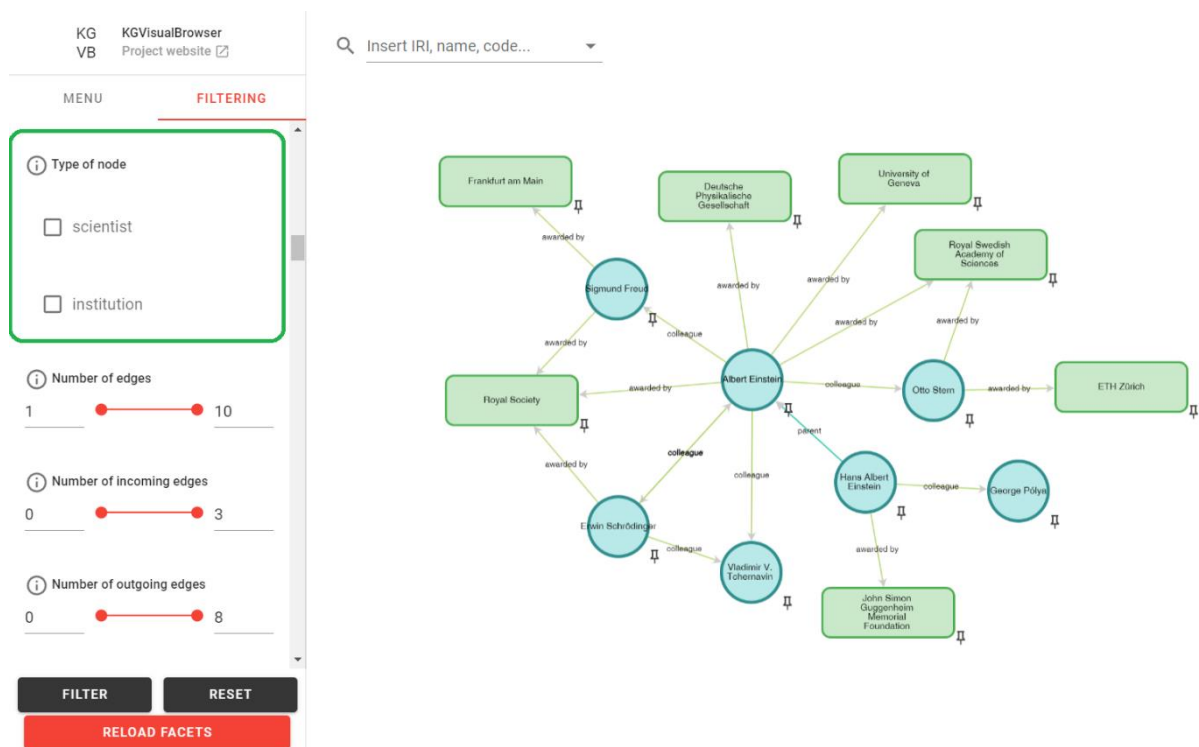 KG
VB
KGVisualBrowser
Project website
MENU
FILTERING
Type of node
scientist
institution
Number of edges
1
10
Number of incoming edges
0
3
Number of outgoing edges
0
8
FILTER
RESET
RELOAD FACETS
Insert IRI, name, code...
Frankfurt am Main
Deutsche
Physikalische
Gesellschaft
University of
Geneva
Royal Swedish
Academy of
Sciences
awarded by
Sigmund Freud
awarded by
awarded by
awarded by
awarded by
colleague
awarded by
Royal Society
awarded by
Albert Einstein
colleague
Otto Stern
awarded by
ETH Zürich
parent
colleague
awarded by
colleague
Hans Albert
Einstein
colleague
George Pólya
Erwin Schrödinger
colleague
Vladimir V.
Tchernavin
awarded by
John Simon
Guggenheim
Memorial
Foundation